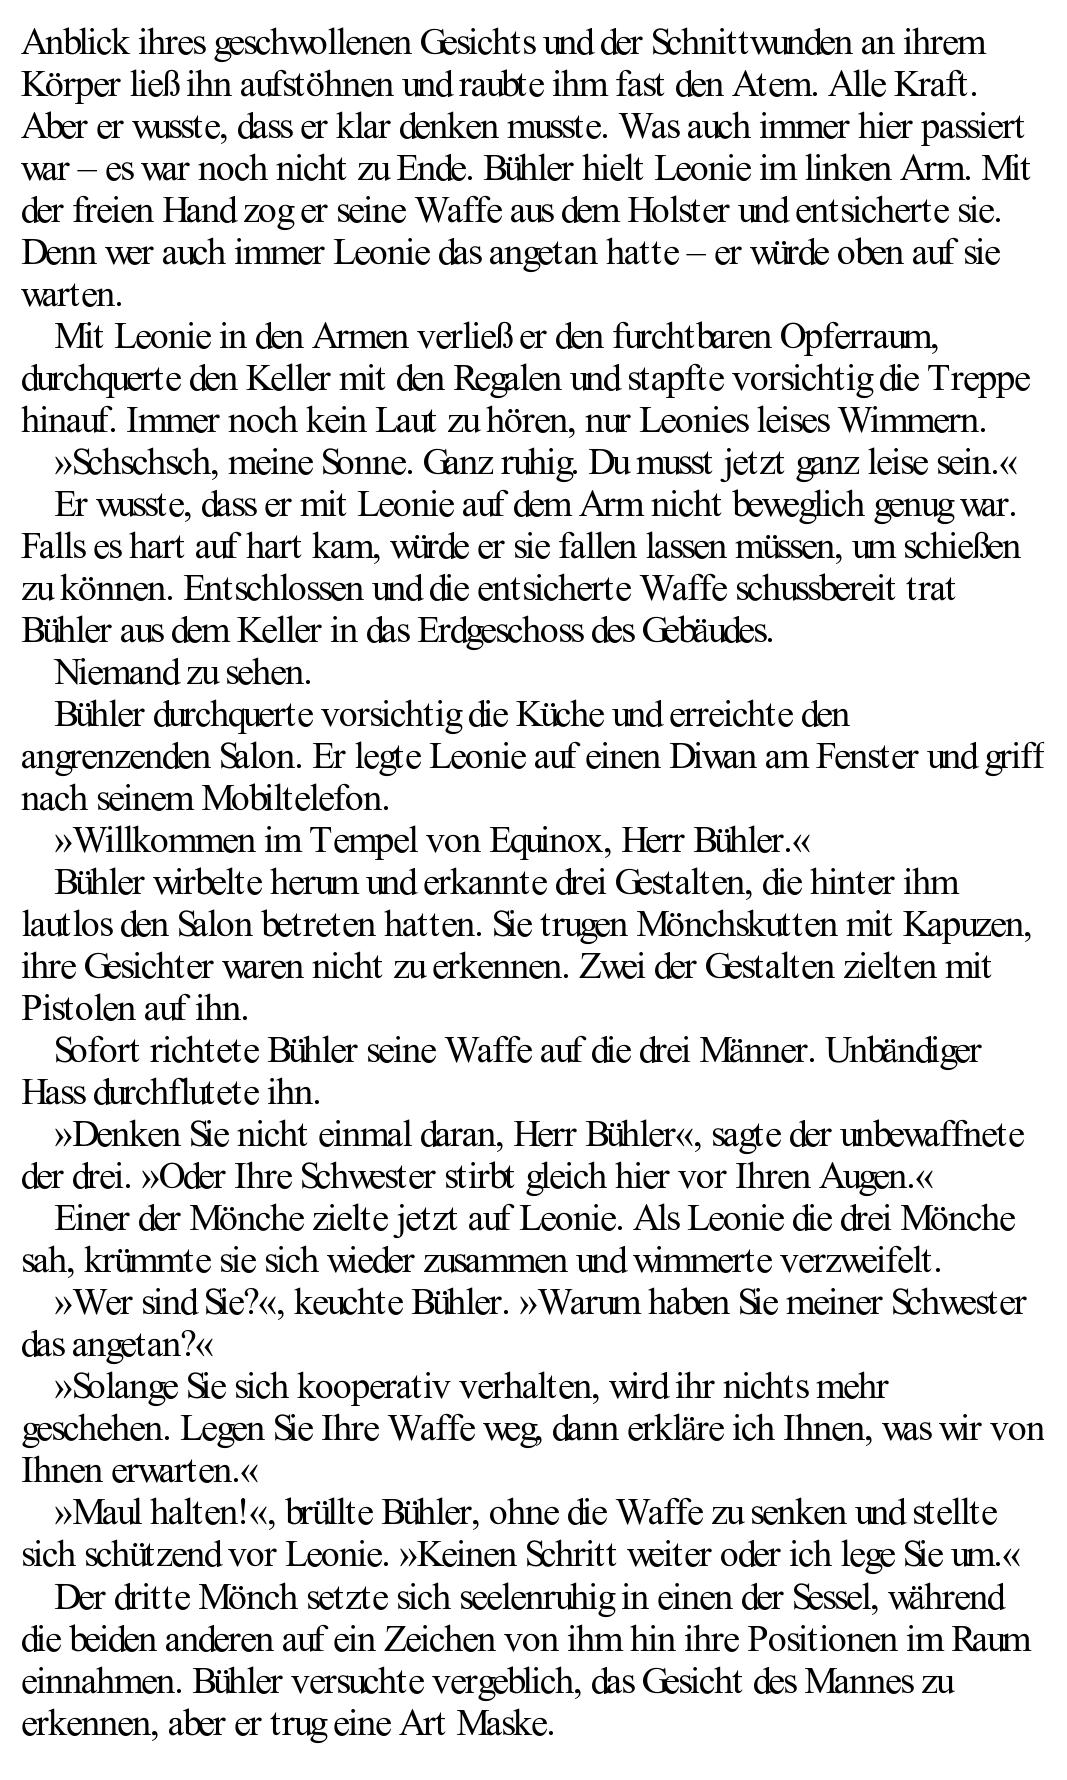 Anblick ihres geschwollenen Gesichts und der Schnittwunden an ihrem
Körper ließ ihn aufstöhnen und raubte ihm fast den Atem. Alle Kraft.
Aber er wusste, dass er klar denken musste. Was auch immer hier passiert
war – es war noch nicht zu Ende. Bühler hielt Leonie im linken Arm. Mit
der freien Hand zog er seine Waffe aus dem Holster und entsicherte sie.
Denn wer auch immer Leonie das angetan hatte – er würde oben auf sie
warten.
Mit Leonie in den Armen verließ er den furchtbaren Opferraum,
durchquerte den Keller mit den Regalen und stapfte vorsichtig die Treppe
hinauf. Immer noch kein Laut zu hören, nur Leonies leises Wimmern.
»Schschsch, meine Sonne. Ganz ruhig. Du musst jetzt ganz leise sein.«
Er wusste, dass er mit Leonie auf dem Arm nicht beweglich genug war.
Falls es hart auf hart kam, würde er sie fallen lassen müssen, um schießen
zu können. Entschlossen und die entsicherte Waffe schussbereit trat
Bühler aus dem Keller in das Erdgeschoss des Gebäudes.
Niemand zu sehen.
Bühler durchquerte vorsichtig die Küche und erreichte den
angrenzenden Salon. Er legte Leonie auf einen Diwan am Fenster und griff
nach seinem Mobiltelefon.
»Willkommen im Tempel von Equinox, Herr Bühler.«
Bühler wirbelte herum und erkannte drei Gestalten, die hinter ihm
lautlos den Salon betreten hatten. Sie trugen Mönchskutten mit Kapuzen,
ihre Gesichter waren nicht zu erkennen. Zwei der Gestalten zielten mit
Pistolen auf ihn.
Sofort richtete Bühler seine Waffe auf die drei Männer. Unbändiger
Hass durchflutete ihn.
»Denken Sie nicht einmal daran, Herr Bühler«, sagte der unbewaffnete
der drei. »Oder Ihre Schwester stirbt gleich hier vor Ihren Augen.«
Einer der Mönche zielte jetzt auf Leonie. Als Leonie die drei Mönche
sah, krümmte sie sich wieder zusammen und wimmerte verzweifelt.
»Wer sind Sie?«, keuchte Bühler. »Warum haben Sie meiner Schwester
das angetan?«
»Solange Sie sich kooperativ verhalten, wird ihr nichts mehr
geschehen. Legen Sie Ihre Waffe weg, dann erkläre ich Ihnen, was wir von
Ihnen erwarten.«
»Maul halten!«, brüllte Bühler, ohne die Waffe zu senken und stellte
sich schützend vor Leonie. »Keinen Schritt weiter oder ich lege Sie um.«
Der dritte Mönch setzte sich seelenruhig in einen der Sessel, während
die beiden anderen auf ein Zeichen von ihm hin ihre Positionen im Raum
einnahmen. Bühler versuchte vergeblich, das Gesicht des Mannes zu
erkennen, aber er trug eine Art Maske.